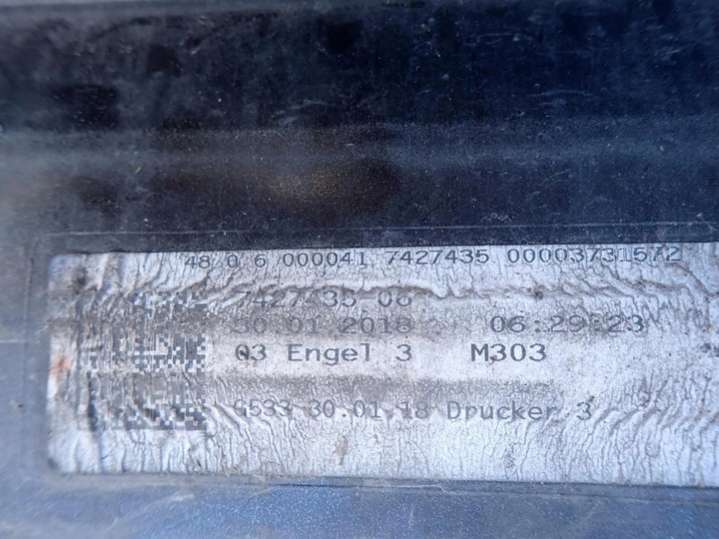 48 0 6 000041 7427435 00003731572
7427435-06
30.01.2018 06:29:23
03 Engel 3 M303
G533 30.01.18 Drucker 3